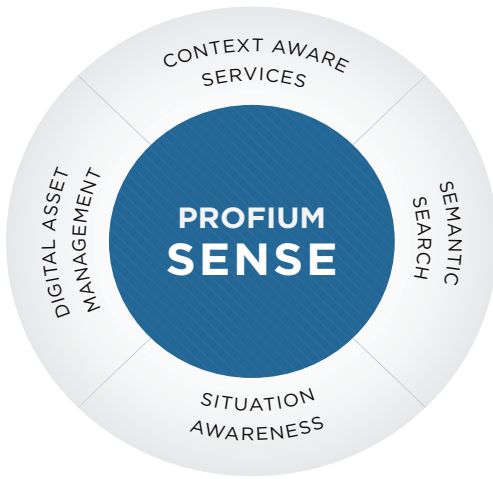 CONTEXT AWARE
SERVICES
DIGITAL ASSET
MANAGEMENT
PROFIUM
SENSE
SEMANTIC
SEARCH
SITUATION
AWARENESS